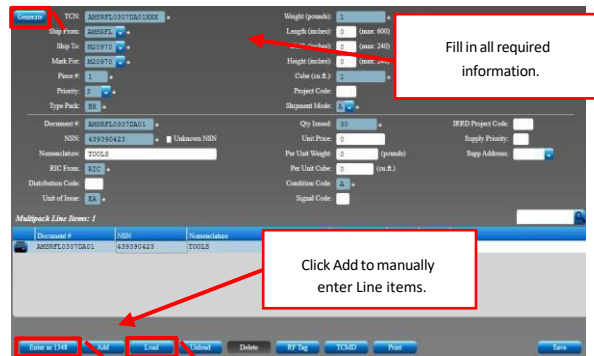 Generate TCN: AMSRFL0307DA01XXX Weight (pounds): 1
Ship From: AMSRFL Length (inches): 0 (max: 600)
Ship To: M20970 0 (max: 240)
Fill in all required
information.
Mark For: M20970 Height (inches): 0 (max: 240)
Piece #: 1 Cube (cu.ft.): 1
Priority: Project Code:
Type Pack: BX Shipment Mode: A
Document #: AMSRFL0307DA01 Qty Issued: 30 IRRD Project Code:
NSN: 439390423 Unknown NSN Unit Price: 0 Supply Priority:
Nomenclature: TOOLS Per Unit Weight: 0 (pounds) Supp Address:
RIC From: RIC Per Unit Cube: 0 (cu.ft.)
Distribution Code: Condition Code: A
Unit of Issue: EA Signal Code:
Multipack Line Items: 1
Document # NSN Nomenclature
AMSRFL0307DA01 439390423 TOOLS
Click Add to manually
enter Line items.
Enter as 1348 Add Load Unload Delete RF Tag TCMD Print Save